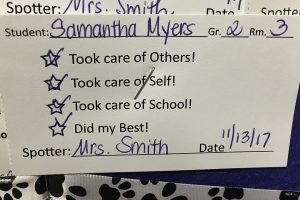 Spotter: Mrs. Smith Date
Student: Samantha Myers Gr. 2 Rm. 3
Took care of Others!
Took care of Self!
Took care of School!
Did my Best!
Spotter: Mrs. Smith Date 11/13/17